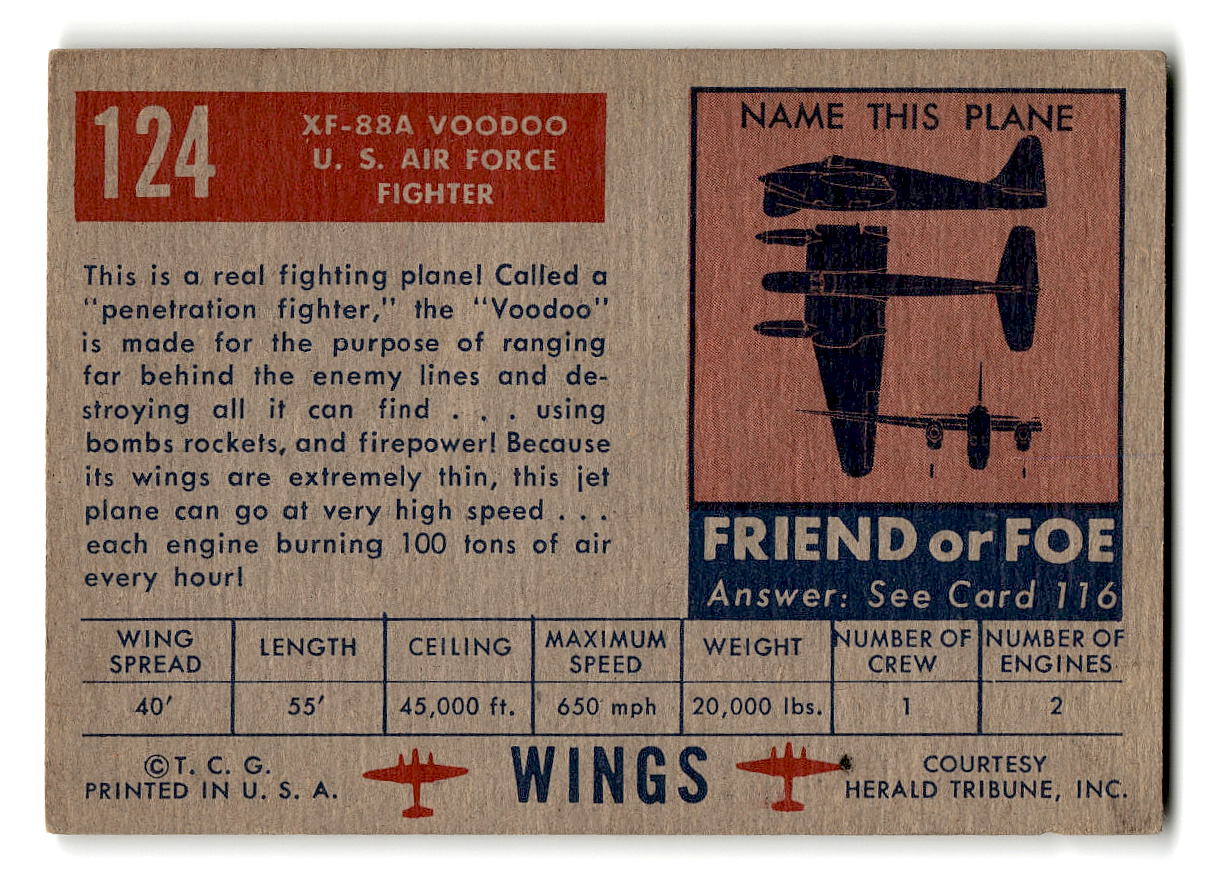 124
XF-88A VOODOO
U. S. AIR FORCE
FIGHTER
This is a real fighting plane! Called a
"penetration fighter," the "Voodoo"
is made for the purpose of ranging
far behind the enemy lines and de-
stroying all it can find . . . using
bombs rockets, and firepower! Because
its wings are extremely thin, this jet
plane can go at very high speed . . .
each engine burning 100 tons of air
every hour!
NAME THIS PLANE
FRIEND or FOE
Answer: See Card 116
WING
SPREAD
LENGTH
CEILING
MAXIMUM
SPEED
WEIGHT
NUMBER OF
CREW
NUMBER OF
ENGINES
40'
55'
45,000 ft.
650 mph
20,000 lbs.
1
2
©T. C. G.
PRINTED IN U. S. A.
WINGS
COURTESY
HERALD TRIBUNE, INC.